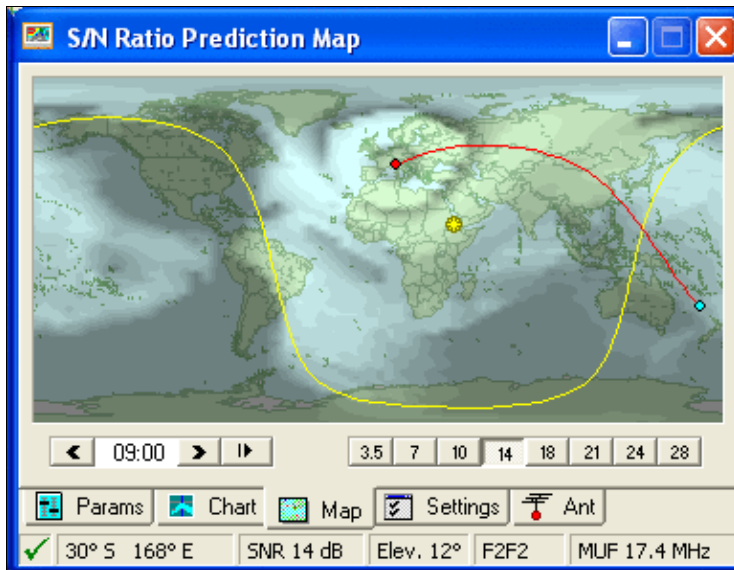 S/N Ratio Prediction Map
09:00 3.5 7 10 14 18 21 24 28
Params Chart Map Settings Ant
30° S 168° E SNR 14 dB Elev. 12° F2F2 MUF 17.4 MHz